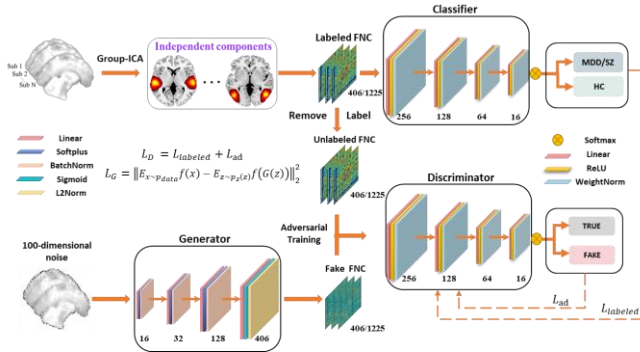 Classifier
Sub 1
Sub 2
Sub N
Group-ICA
Independent components
...
Labeled FNC
406/1225
256
128
64
16
MDD/SZ
HC
Remove Label
Unlabeled FNC
406/1225
Linear
Softplus
BatchNorm
Sigmoid
L2Norm
L_D = L_labeled + L_ad
L_G = ‖E_{x~p_data} f(x) − E_{x~p_z(z)} f(G(z))‖₂²
Softmax
Linear
ReLU
WeightNorm
Discriminator
Adversarial
Training
256
128
64
16
TRUE
FAKE
100-dimensional
noise
Generator
16
32
128
406
Fake FNC
406/1225
L_ad
L_labeled